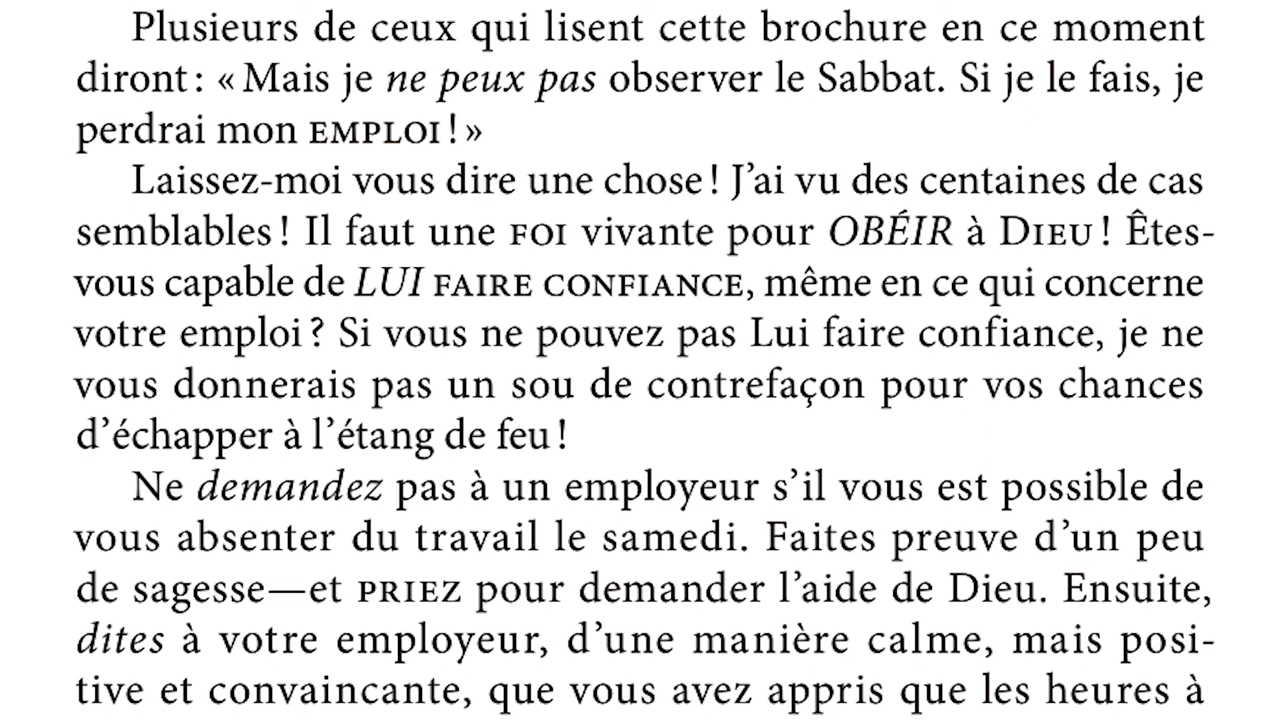 Plusieurs de ceux qui lisent cette brochure en ce moment
diront : « Mais je ne peux pas observer le Sabbat. Si je le fais, je
perdrai mon EMPLOI ! »
Laissez-moi vous dire une chose ! J’ai vu des centaines de cas
semblables ! Il faut une FOI vivante pour OBÉIR à DIEU ! Êtes-
vous capable de LUI FAIRE CONFIANCE, même en ce qui concerne
votre emploi ? Si vous ne pouvez pas Lui faire confiance, je ne
vous donnerais pas un sou de contrefaçon pour vos chances
d’échapper à l’étang de feu !
Ne demandez pas à un employeur s’il vous est possible de
vous absenter du travail le samedi. Faites preuve d’un peu
de sagesse—et PRIEZ pour demander l’aide de Dieu. Ensuite,
dites à votre employeur, d’une manière calme, mais posi-
tive et convaincante, que vous avez appris que les heures à